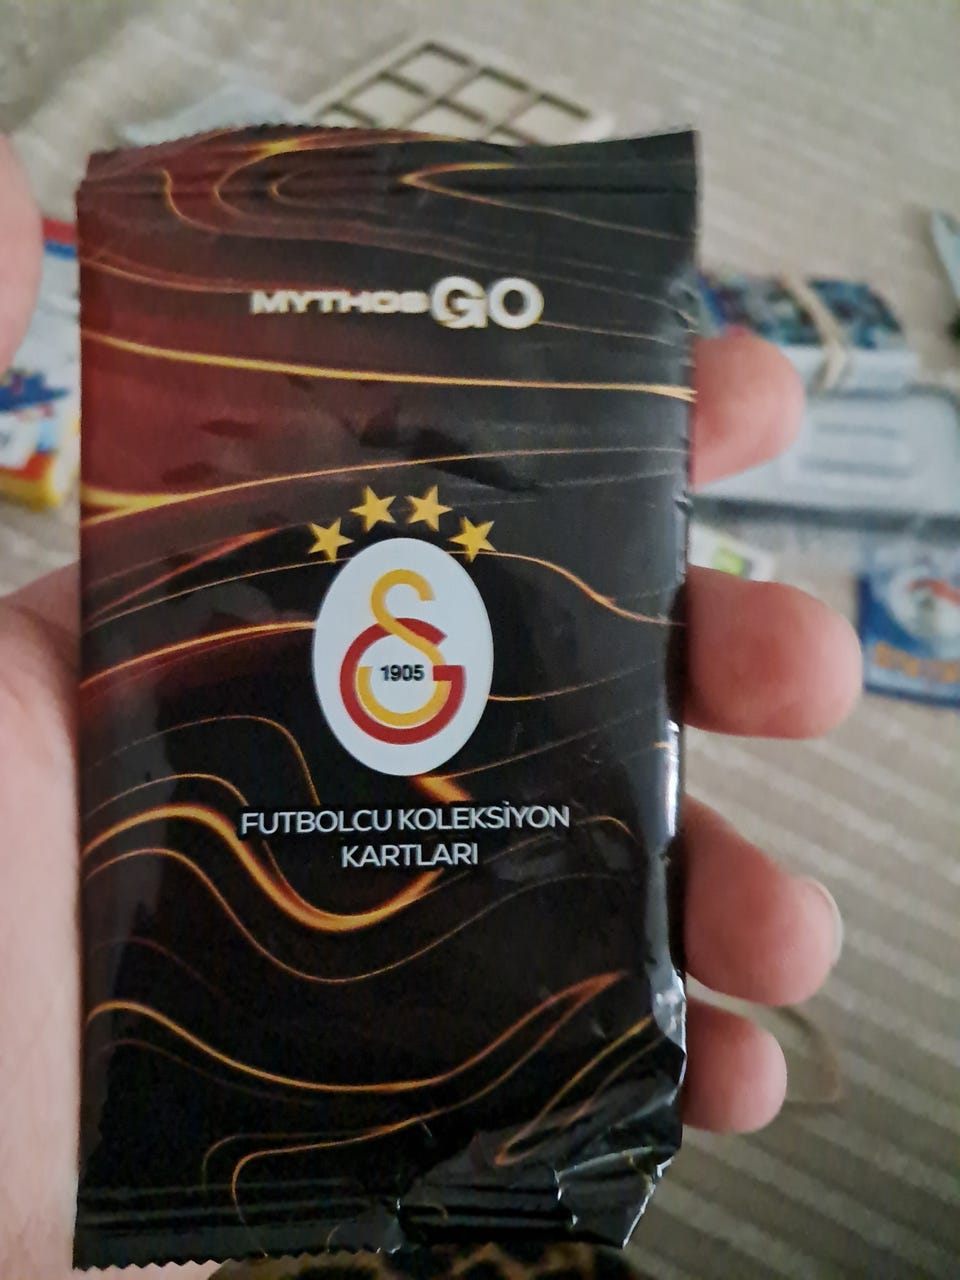 MYTHOS GO
1905
FUTBOLCU KOLEKSİYON
KARTLARI